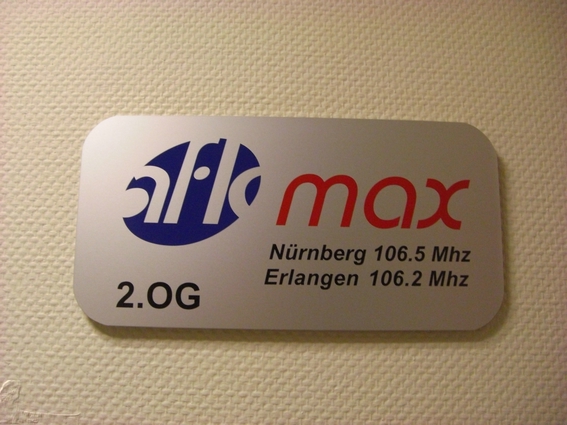 afk max
Nürnberg 106.5 Mhz
Erlangen 106.2 Mhz
2.OG